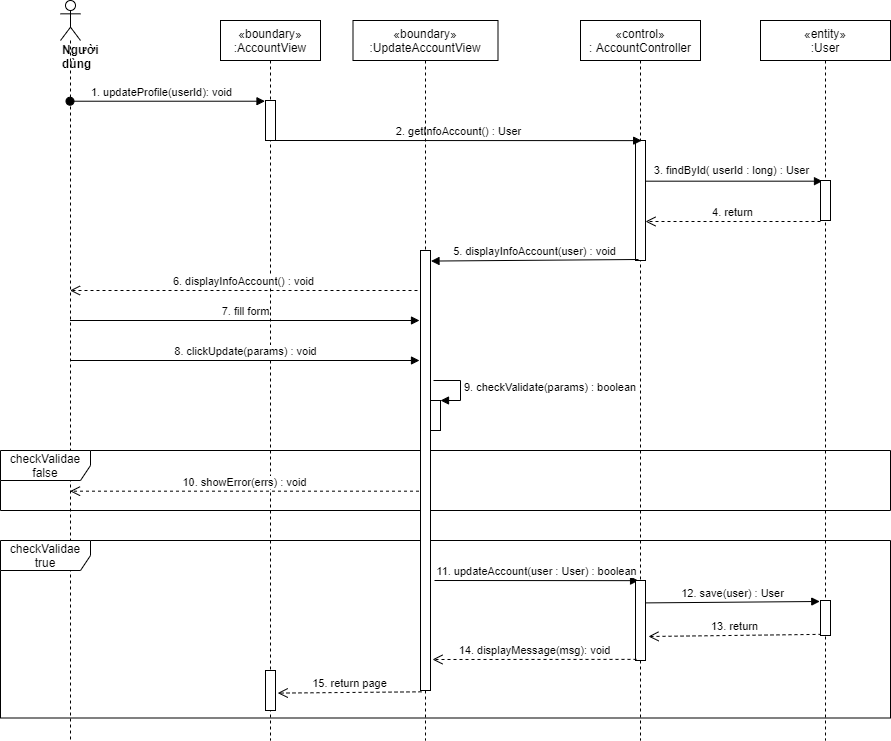 «boundary»
:AccountView
«boundary»
:UpdateAccountView
«control»
: AccountController
«entity»
:User
Người
dùng
1. updateProfile(userId): void
2. getInfoAccount() : User
3. findById( userId : long) : User
4. return
5. displayInfoAccount(user) : void
6. displayInfoAccount() : void
7. fill form
8. clickUpdate(params) : void
9. checkValidate(params) : boolean
checkValidae
false
10. showError(errs) : void
checkValidae
true
11. updateAccount(user : User) : boolean
12. save(user) : User
13. return
14. displayMessage(msg): void
15. return page